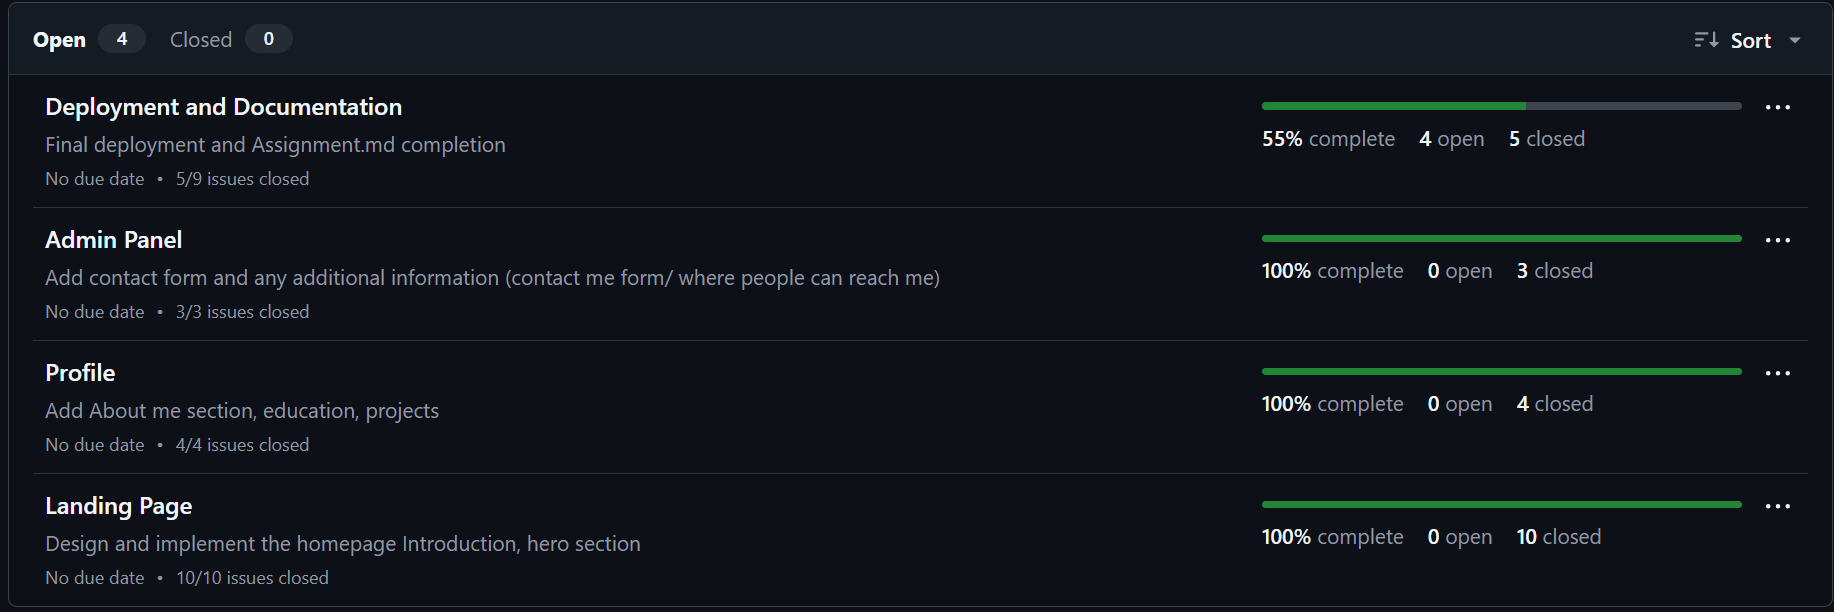 Open 4 Closed 0 Sort
Deployment and Documentation
Final deployment and Assignment.md completion
No due date • 5/9 issues closed
55% complete 4 open 5 closed
Admin Panel
Add contact form and any additional information (contact me form/ where people can reach me)
No due date • 3/3 issues closed
100% complete 0 open 3 closed
Profile
Add About me section, education, projects
No due date • 4/4 issues closed
100% complete 0 open 4 closed
Landing Page
Design and implement the homepage Introduction, hero section
No due date • 10/10 issues closed
100% complete 0 open 10 closed